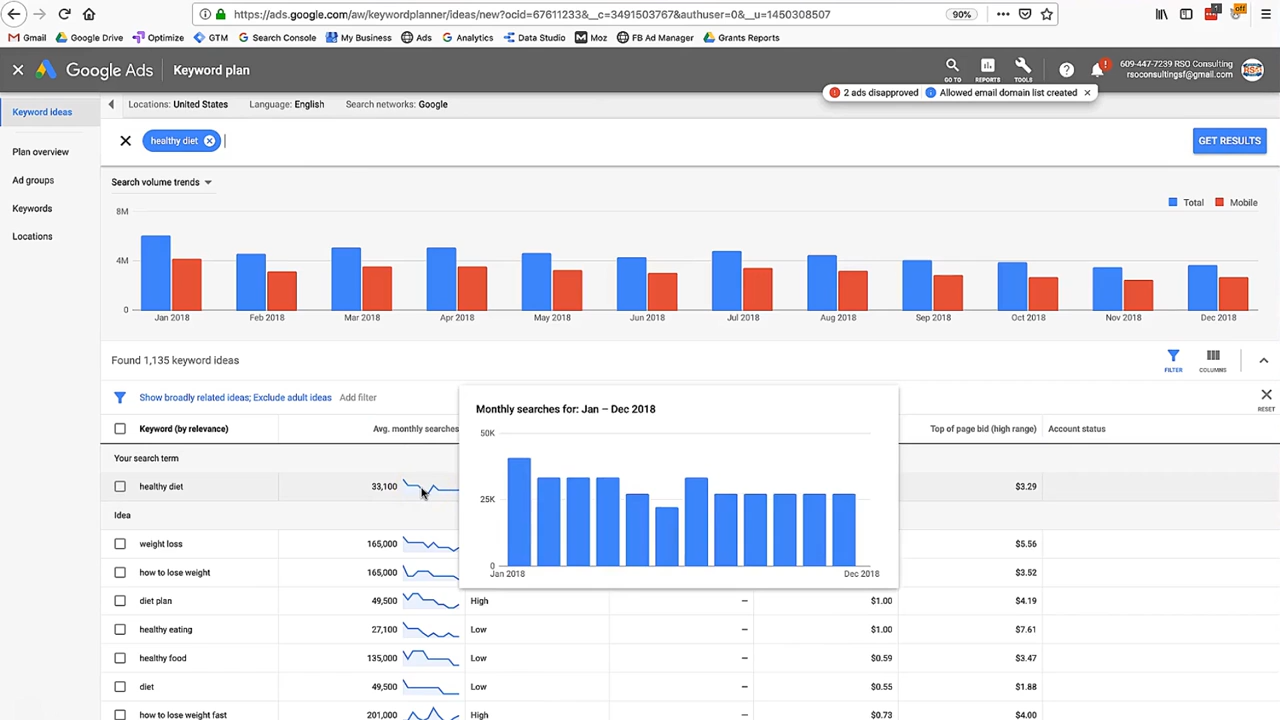 https://ads.google.com/aw/keywordplanner/ideas/new?ocid=67611233&__c=3491503767&authuser=0&__u=1450308507
90%
Gmail Google Drive Optimize GTM Search Console My Business Ads Analytics Data Studio Moz FB Ad Manager Grants Reports
Google Ads Keyword plan
GO TO REPORTS TOOLS
609-447-7239 RSO Consulting
rsoconsultingsf@gmail.com
2 ads disapproved Allowed email domain list created
Keyword ideas
Plan overview
Ad groups
Keywords
Locations
Locations: United States Language: English Search networks: Google
healthy diet
GET RESULTS
Search volume trends
Total Mobile
8M
4M
0
Jan 2018 Feb 2018 Mar 2018 Apr 2018 May 2018 Jun 2018 Jul 2018 Aug 2018 Sep 2018 Oct 2018 Nov 2018 Dec 2018
Found 1,135 keyword ideas
FILTER COLUMNS
Show broadly related ideas; Exclude adult ideas Add filter
RESET
Keyword (by relevance) Avg. monthly searches Top of page bid (high range) Account status
Monthly searches for: Jan – Dec 2018
50K
25K
0
Jan 2018 Dec 2018
Your search term
healthy diet 33,100 $3.29
Idea
weight loss 165,000 $5.56
how to lose weight 165,000 $3.52
diet plan 49,500 High – $1.00 $4.19
healthy eating 27,100 Low – $1.00 $7.61
healthy food 135,000 Low – $0.59 $3.47
diet 49,500 Low – $0.55 $1.88
how to lose weight fast 201,000 High – $0.73 $4.00